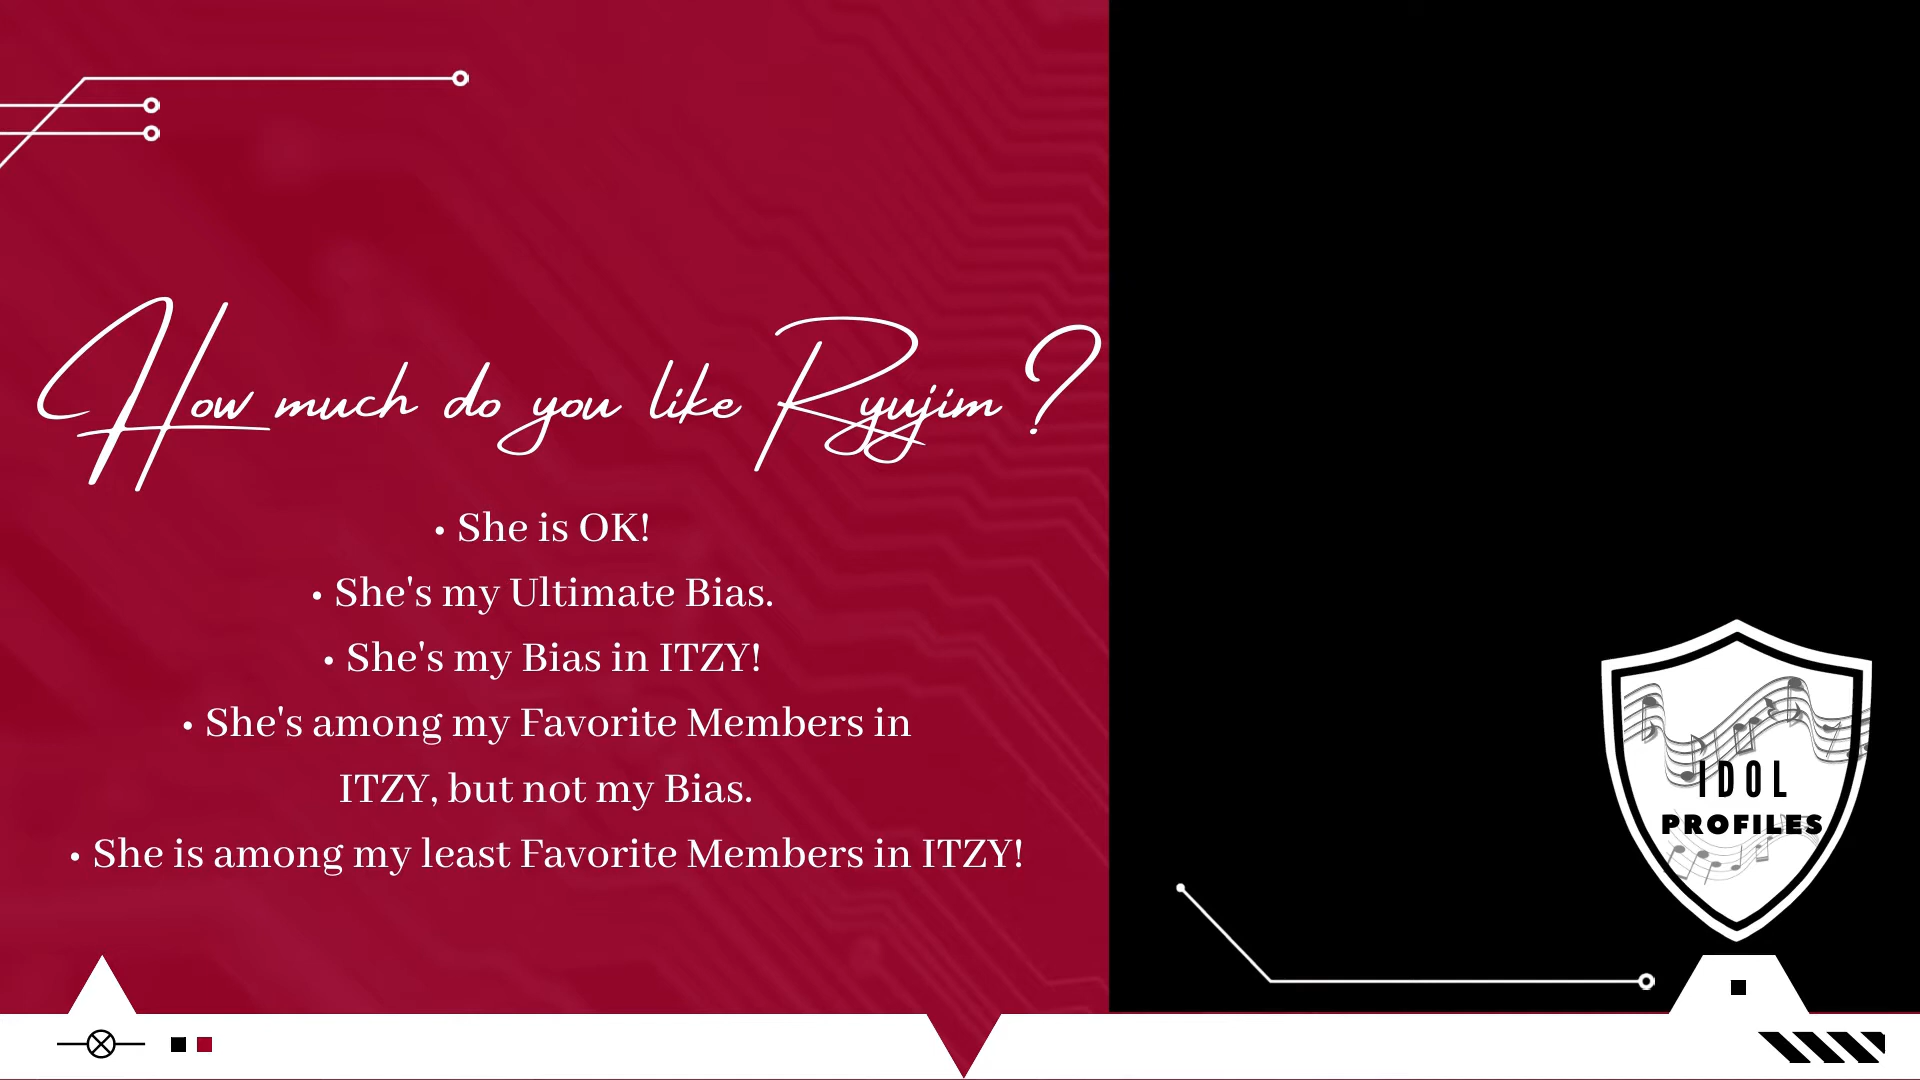 How much do you like Ryujim?
• She is OK!
• She's my Ultimate Bias.
• She's my Bias in ITZY!
• She's among my Favorite Members in
ITZY, but not my Bias.
• She is among my least Favorite Members in ITZY!
IDOL
PROFILES